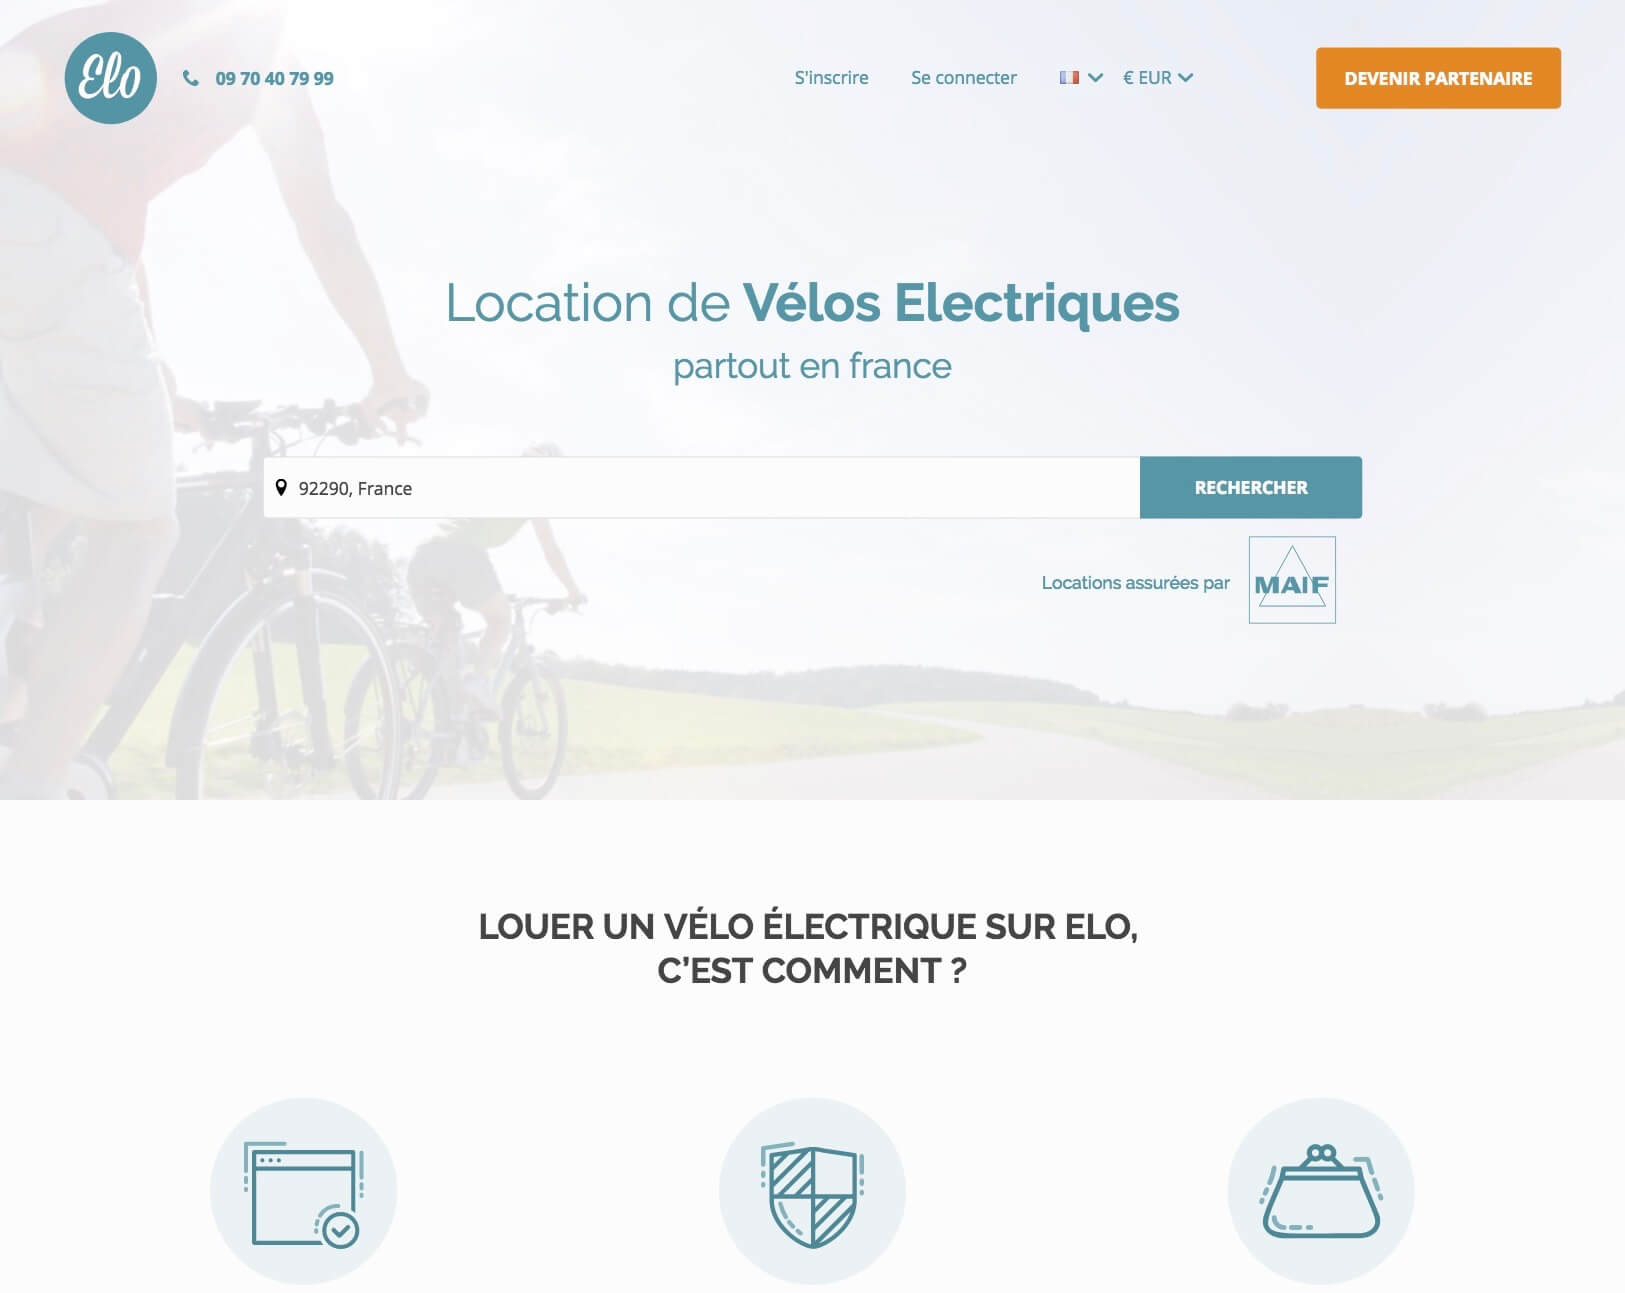 Elo
09 70 40 79 99
S'inscrire
Se connecter
€ EUR
DEVENIR PARTENAIRE
Location de Vélos Electriques
partout en france
92290, France
RECHERCHER
Locations assurées par
MAIF
LOUER UN VÉLO ÉLECTRIQUE SUR ELO,
C’EST COMMENT ?